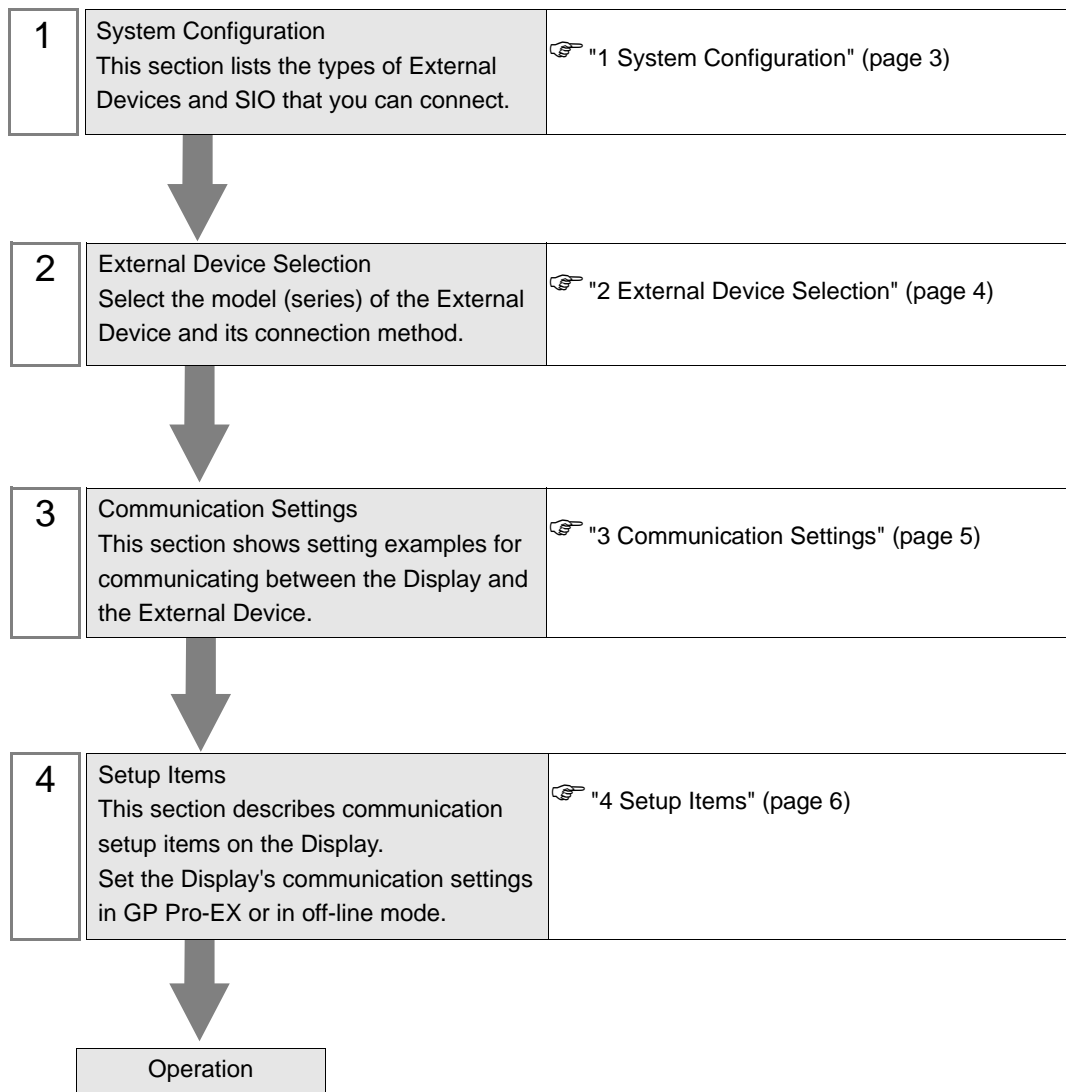 1
System Configuration
This section lists the types of External
Devices and SIO that you can connect.
"1 System Configuration" (page 3)
2
External Device Selection
Select the model (series) of the External
Device and its connection method.
"2 External Device Selection" (page 4)
3
Communication Settings
This section shows setting examples for
communicating between the Display and
the External Device.
"3 Communication Settings" (page 5)
4
Setup Items
This section describes communication
setup items on the Display.
Set the Display's communication settings
in GP Pro-EX or in off-line mode.
"4 Setup Items" (page 6)
Operation